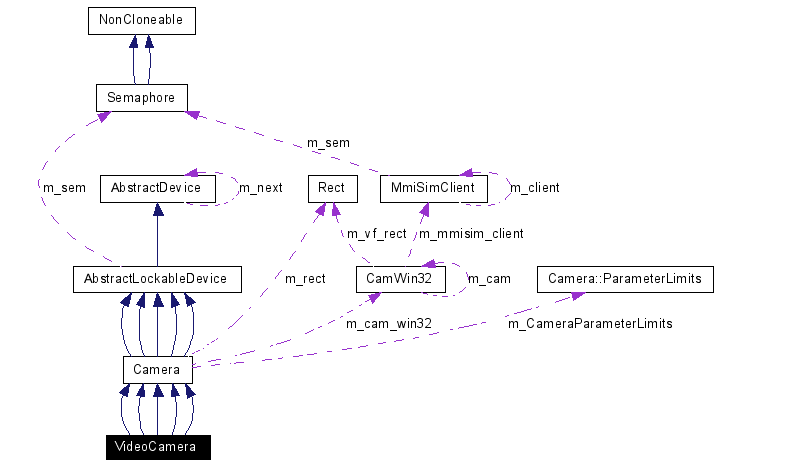 NonCloneable
Semaphore
m_sem
m_sem
AbstractDevice
m_next
Rect
MmiSimClient
m_client
m_vf_rect
m_mmisim_client
AbstractLockableDevice
m_rect
CamWin32
m_cam
Camera::ParameterLimits
m_cam_win32
m_CameraParameterLimits
Camera
VideoCamera